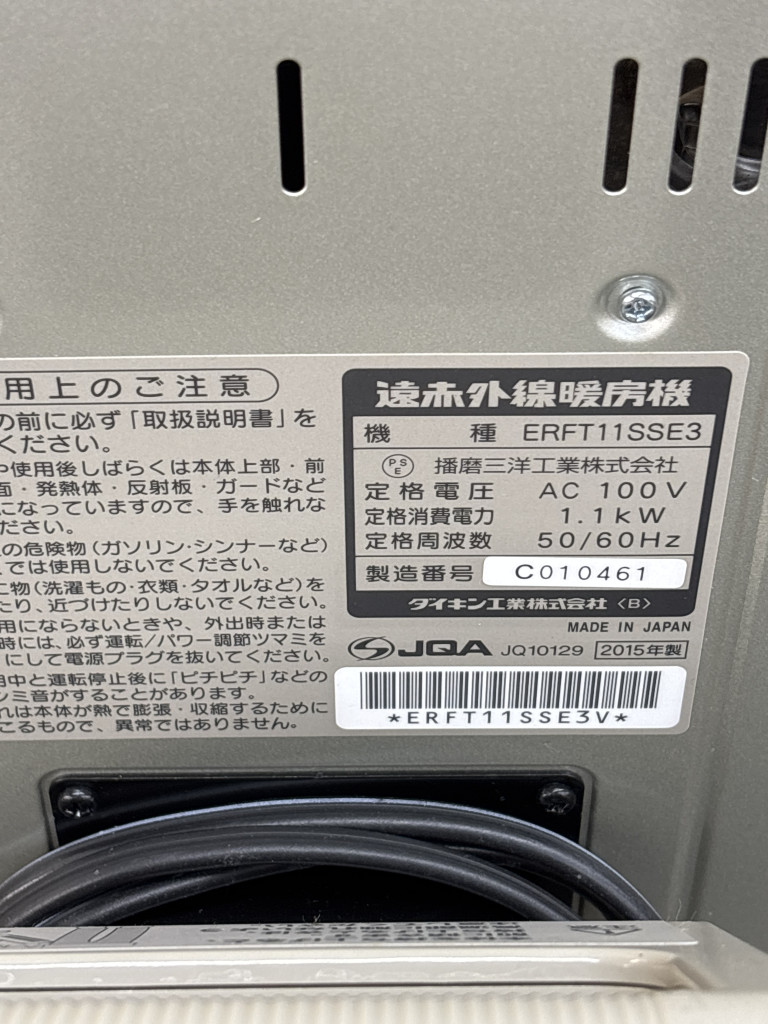 用上のご注意
の前に必ず「取扱説明書」を
ください。
や使用後しばらくは本体上部・前
面・発熱体・反射板・ガードなど
になっていますので、手を触れな
ださい。
の危険物(ガソリン・シンナーなど)
では使用しないでください。
に物(洗濯もの・衣類・タオルなど)を
たり、近づけたりしないでください。
用にならないときや、外出時または
時には、必ず運転/パワー調節ツマミを
にして電源プラグを抜いてください。
用中と運転停止後に「ピチピチ」などの
シミ音がすることがあります。
れは本体が熱で膨張・収縮するために
こるもので、異常ではありません。
遠赤外線暖房機
機種 ERFT11SSE3
PSE 播磨三洋工業株式会社
定格電圧 AC 100V
定格消費電力 1.1kW
定格周波数 50/60Hz
製造番号 C010461
ダイキン工業株式会社〈B〉
MADE IN JAPAN
JQA JQ10129 2015年製
*ERFT11SSE3V*